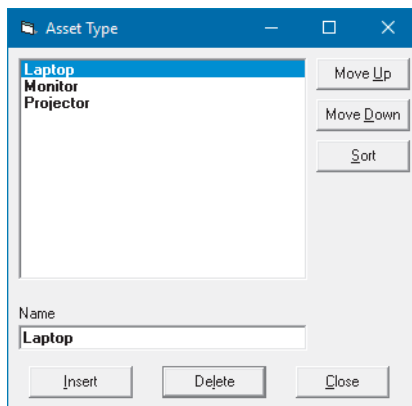 Asset Type
Laptop
Monitor
Projector
Move Up
Move Down
Sort
Name
Laptop
Insert
Delete
Close